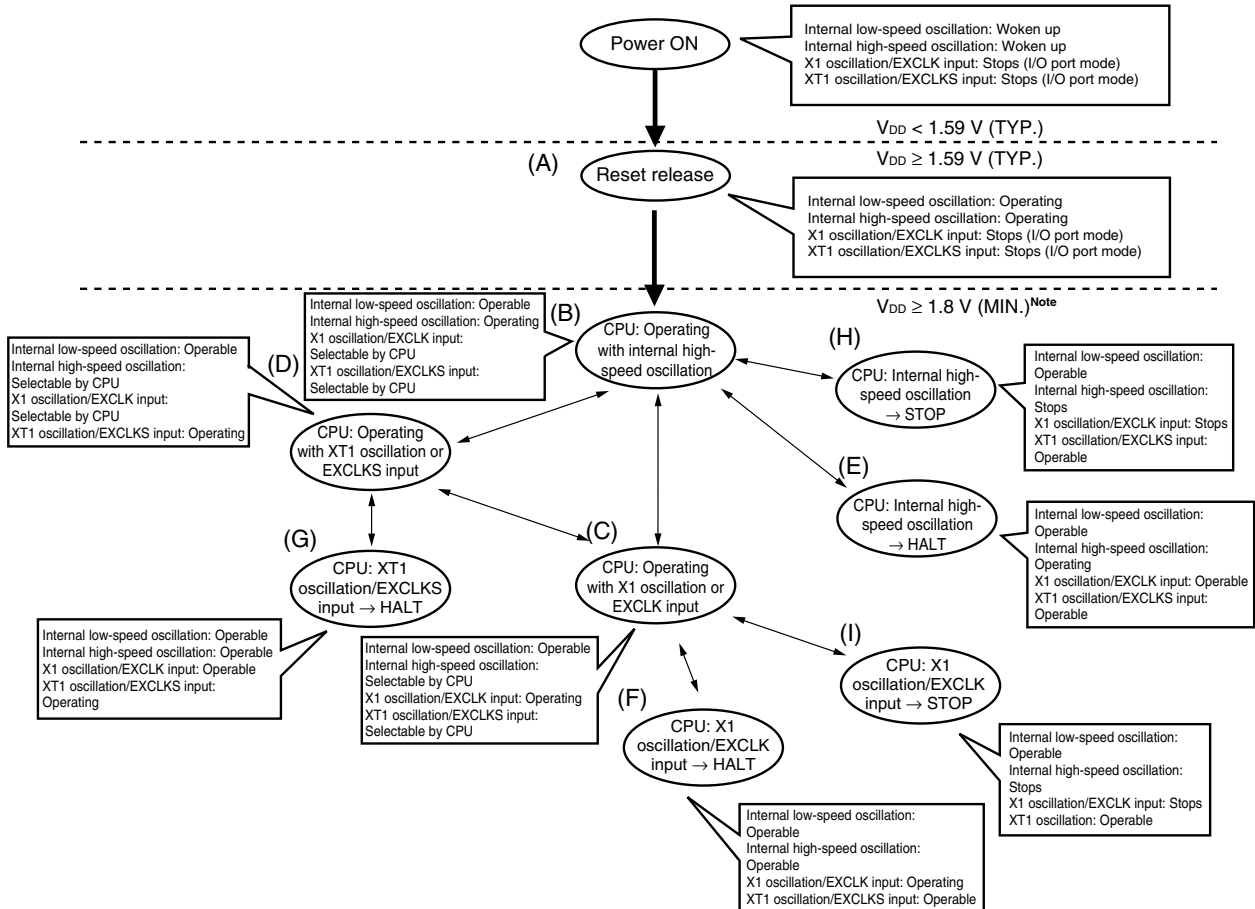 Power ON
Internal low-speed oscillation: Woken up
Internal high-speed oscillation: Woken up
X1 oscillation/EXCLK input: Stops (I/O port mode)
XT1 oscillation/EXCLKS input: Stops (I/O port mode)
VDD < 1.59 V (TYP.)
VDD ≥ 1.59 V (TYP.)
(A)
Reset release
Internal low-speed oscillation: Operating
Internal high-speed oscillation: Operating
X1 oscillation/EXCLK input: Stops (I/O port mode)
XT1 oscillation/EXCLKS input: Stops (I/O port mode)
VDD ≥ 1.8 V (MIN.)Note
(B)
CPU: Operating
with internal high-
speed oscillation
Internal low-speed oscillation: Operable
Internal high-speed oscillation: Operating
X1 oscillation/EXCLK input:
Selectable by CPU
XT1 oscillation/EXCLKS input:
Selectable by CPU
(D)
CPU: Operating
with XT1 oscillation or
EXCLKS input
Internal low-speed oscillation: Operable
Internal high-speed oscillation:
Selectable by CPU
X1 oscillation/EXCLK input:
Selectable by CPU
XT1 oscillation/EXCLKS input: Operating
(H)
CPU: Internal high-
speed oscillation
→ STOP
Internal low-speed oscillation:
Operable
Internal high-speed oscillation:
Stops
X1 oscillation/EXCLK input: Stops
XT1 oscillation/EXCLKS input:
Operable
(E)
CPU: Internal high-
speed oscillation
→ HALT
Internal low-speed oscillation:
Operable
Internal high-speed oscillation:
Operating
X1 oscillation/EXCLK input: Operable
XT1 oscillation/EXCLKS input:
Operable
(G)
CPU: XT1
oscillation/EXCLKS
input → HALT
Internal low-speed oscillation: Operable
Internal high-speed oscillation: Operable
X1 oscillation/EXCLK input: Operable
XT1 oscillation/EXCLKS input:
Operating
(C)
CPU: Operating
with X1 oscillation or
EXCLK input
Internal low-speed oscillation: Operable
Internal high-speed oscillation:
Selectable by CPU
X1 oscillation/EXCLK input: Operating
XT1 oscillation/EXCLKS input:
Selectable by CPU
(I)
CPU: X1
oscillation/EXCLK
input → STOP
Internal low-speed oscillation:
Operable
Internal high-speed oscillation:
Stops
X1 oscillation/EXCLK input: Stops
XT1 oscillation: Operable
(F)
CPU: X1
oscillation/EXCLK
input → HALT
Internal low-speed oscillation:
Operable
Internal high-speed oscillation:
Operable
X1 oscillation/EXCLK input: Operating
XT1 oscillation/EXCLKS input: Operable